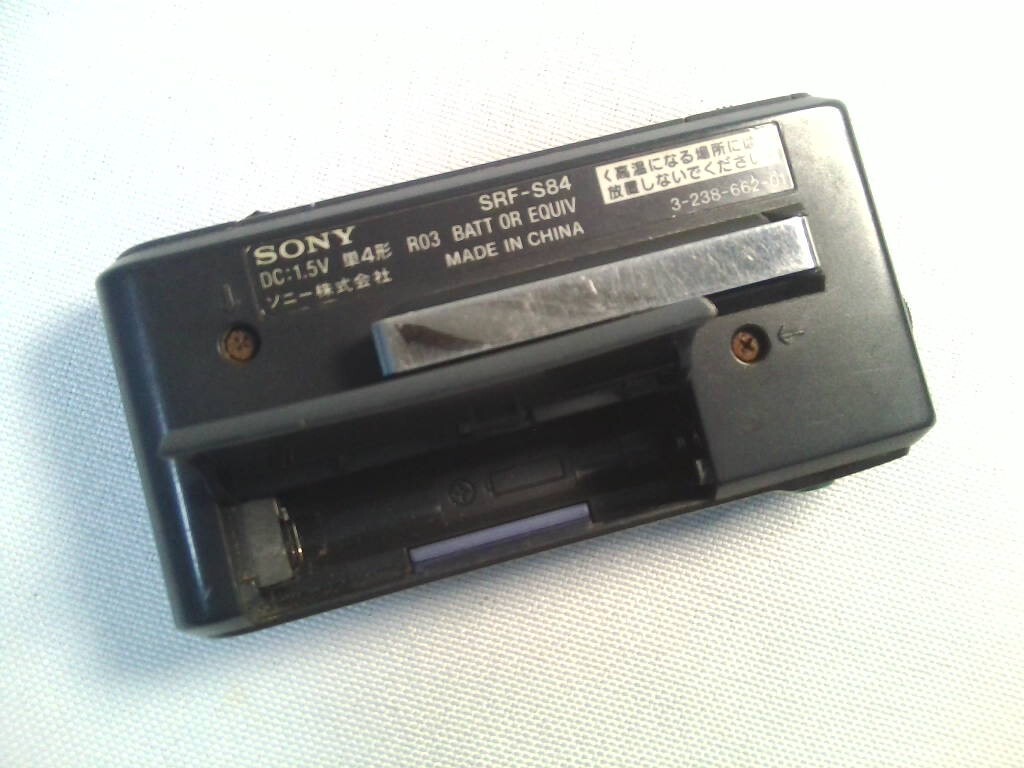 SONY
DC:1.5V 単4形 R03 BATT OR EQUIV
ソニー株式会社 MADE IN CHINA
SRF-S84
高温になる場所には
放置しないでください
3-238-662-01